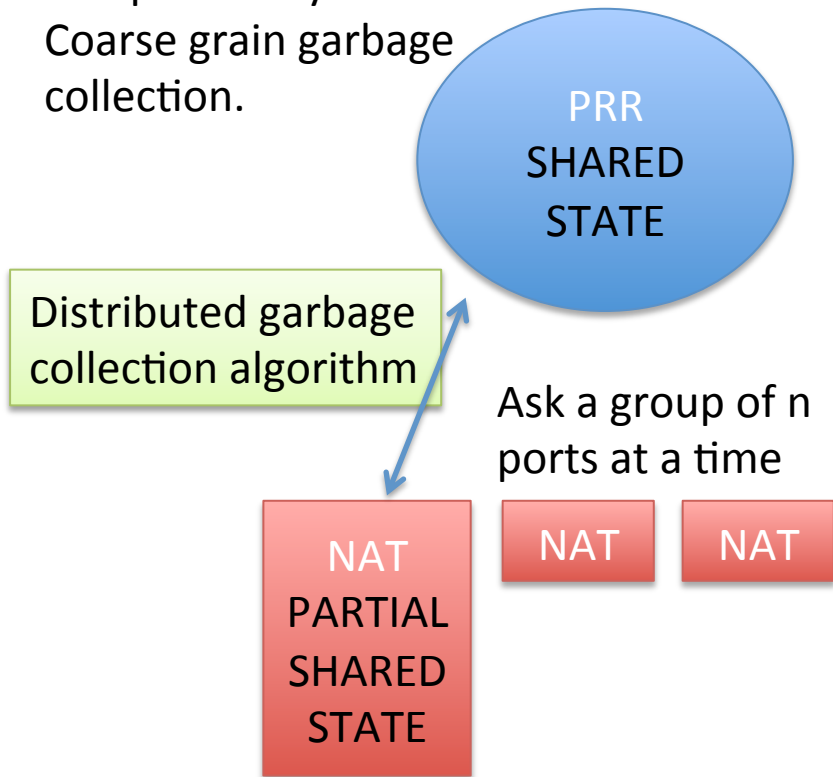 Coarse grain garbage
collection.
PRR
SHARED
STATE
Distributed garbage
collection algorithm
Ask a group of n
ports at a time
NAT
PARTIAL
SHARED
STATE
NAT
NAT